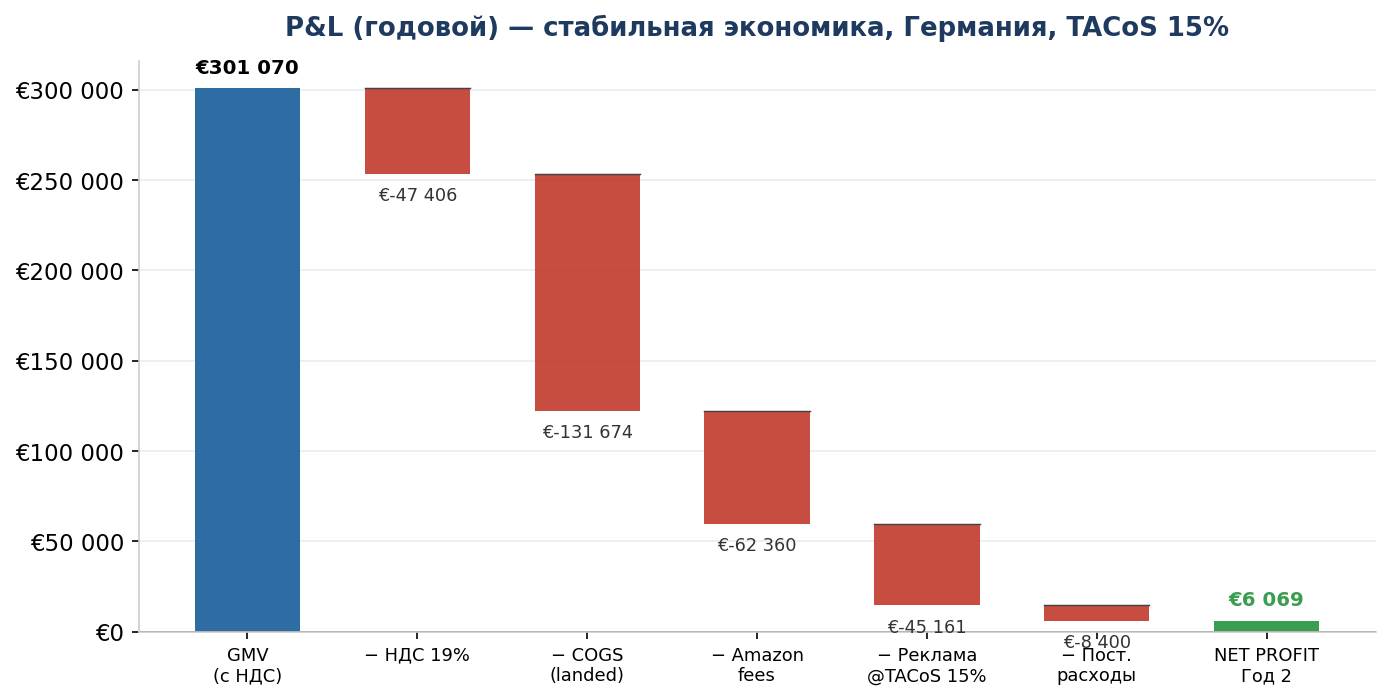 P&L (годовой) — стабильная экономика, Германия, TACoS 15%
€300 000
€250 000
€200 000
€150 000
€100 000
€50 000
€0
€301 070
€-47 406
€-131 674
€-62 360
€-45 161
€-8 400
€6 069
GMV
(с НДС)
− НДС 19%
− COGS
(landed)
− Amazon
fees
− Реклама
@TACoS 15%
− Пост.
расходы
NET PROFIT
Год 2